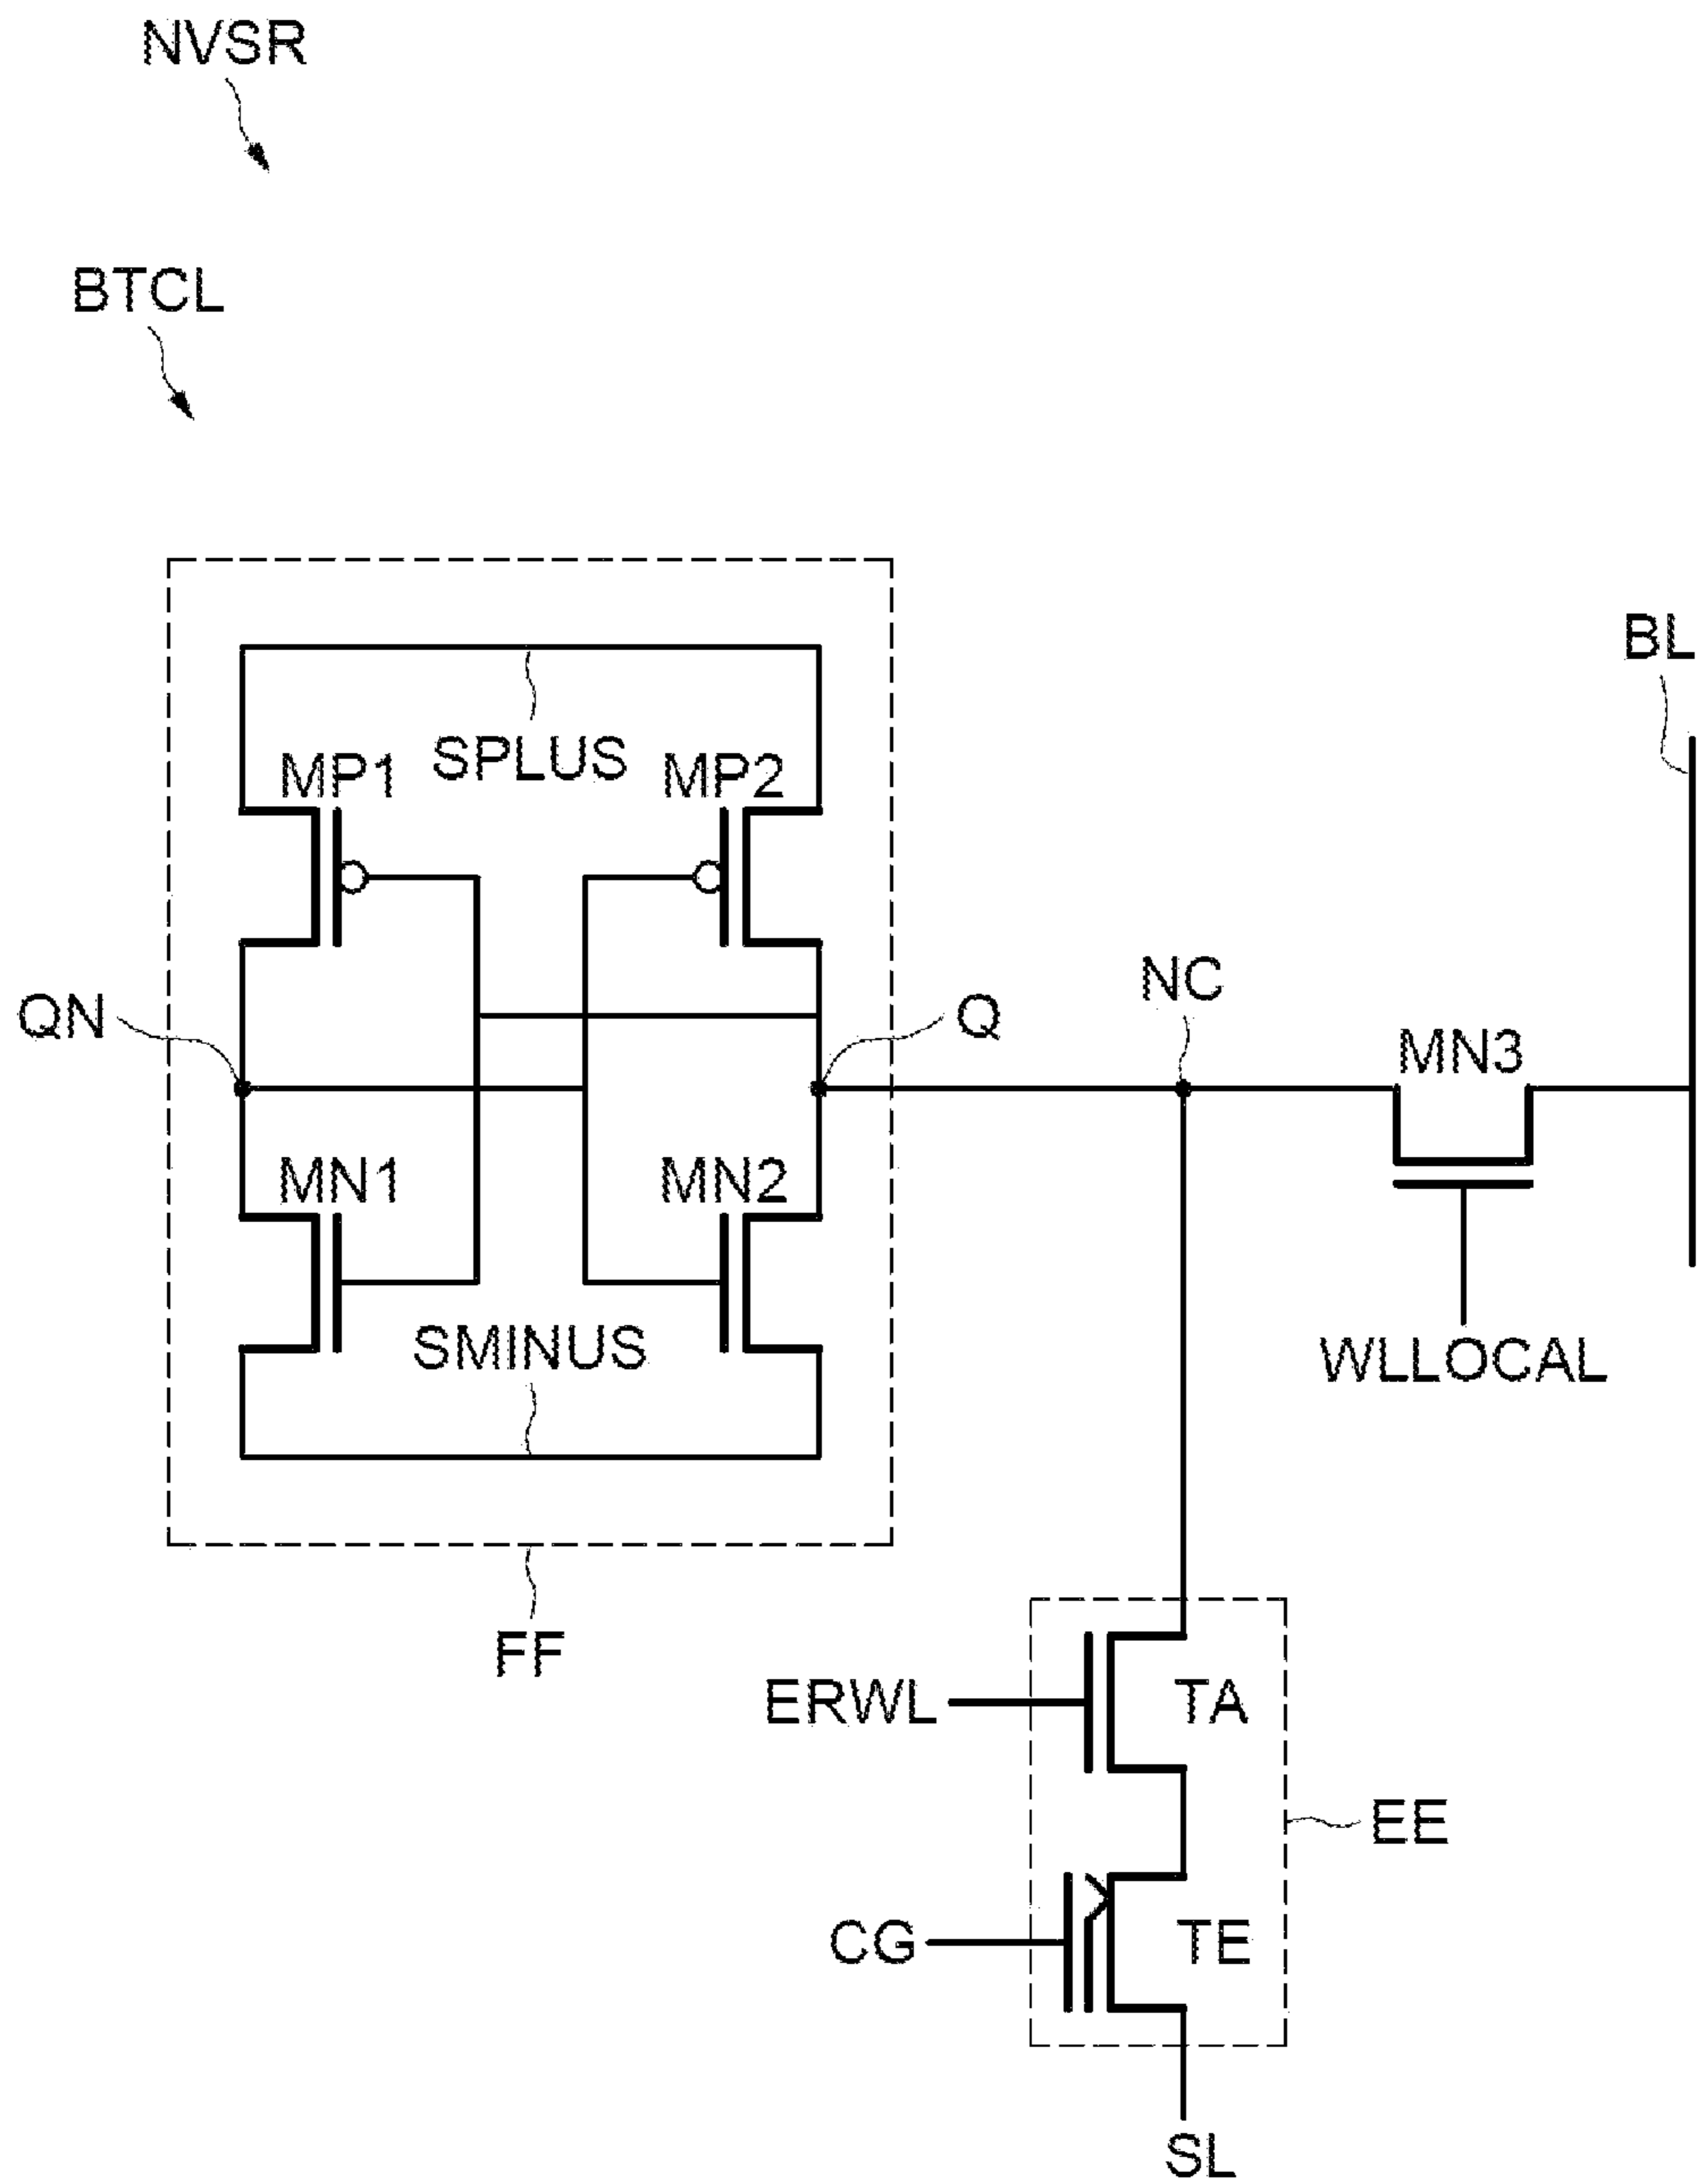 NVSR
BTCL
BL
SPLUS
MP1
MP2
NC
QN
Q
MN3
MN1
MN2
SMINUS
WLLOCAL
FF
ERWL
TA
EE
CG
TE
SL